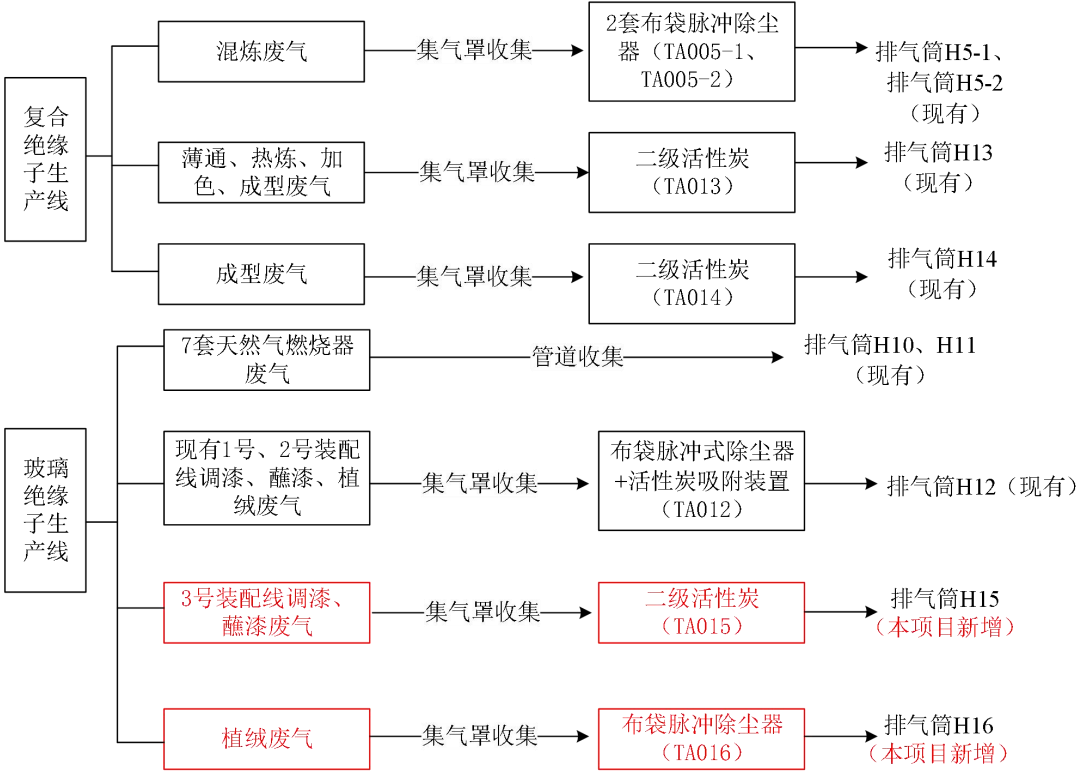 复合
绝缘
子生
产线
混炼废气
集气罩收集
2套布袋脉冲除尘
器（TA005-1、
TA005-2）
排气筒H5-1、
排气筒H5-2
（现有）
薄通、热炼、加
色、成型废气
集气罩收集
二级活性炭
（TA013）
排气筒H13
（现有）
成型废气
集气罩收集
二级活性炭
（TA014）
排气筒H14
（现有）
玻璃
绝缘
子生
产线
7套天然气燃烧器
废气
管道收集
排气筒H10、H11
（现有）
现有1号、2号装配
线调漆、蘸漆、植
绒废气
集气罩收集
布袋脉冲式除尘器
+活性炭吸附装置
（TA012）
排气筒H12（现有）
3号装配线调漆、
蘸漆废气
集气罩收集
二级活性炭
（TA015）
排气筒H15
（本项目新增）
植绒废气
集气罩收集
布袋脉冲除尘器
（TA016）
排气筒H16
（本项目新增）